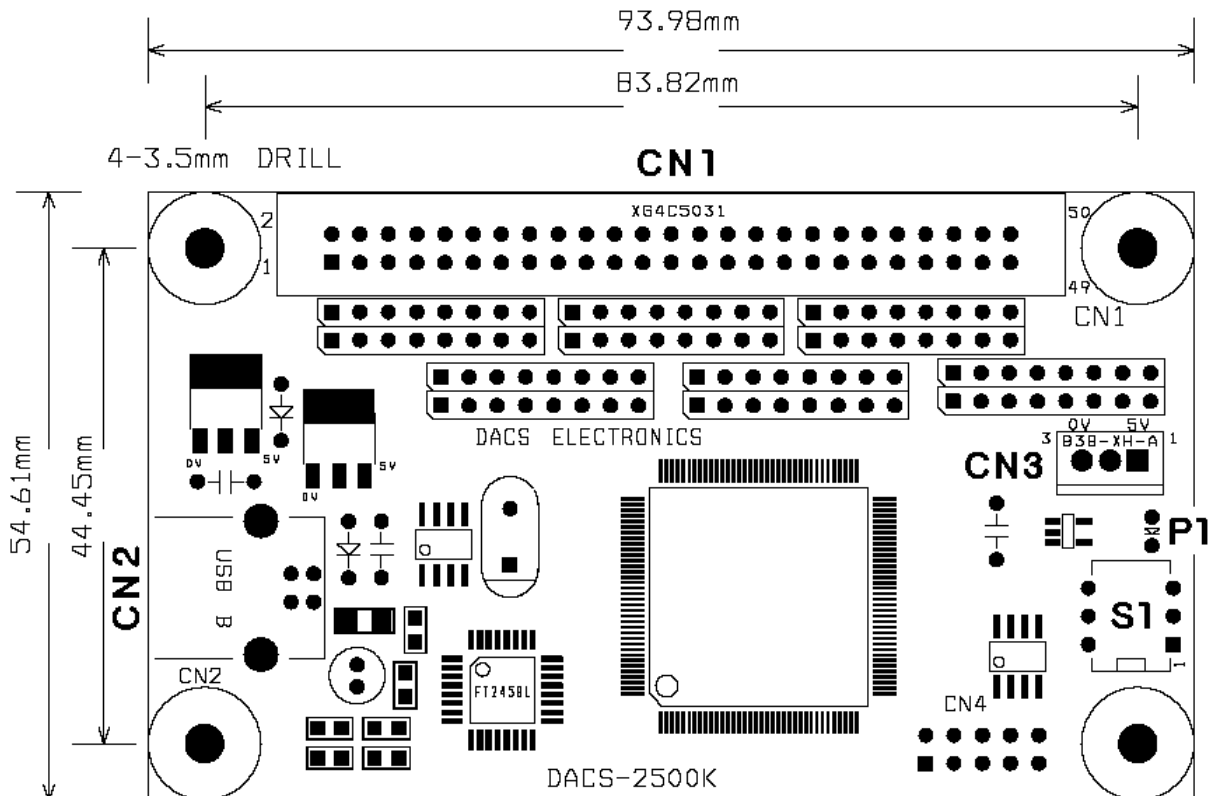 93.98mm
83.82mm
4-3.5mm DRILL
CN1
XG4C5031
2
50
1
49
CN1
DACS ELECTRONICS
0V 5V
3 B3B-XH-A 1
CN3
0V 5V
0V 5V
54.61mm
44.45mm
CN2
USB B
P1
S1
1
CN2
FT245BL
CN4
DACS-2500K